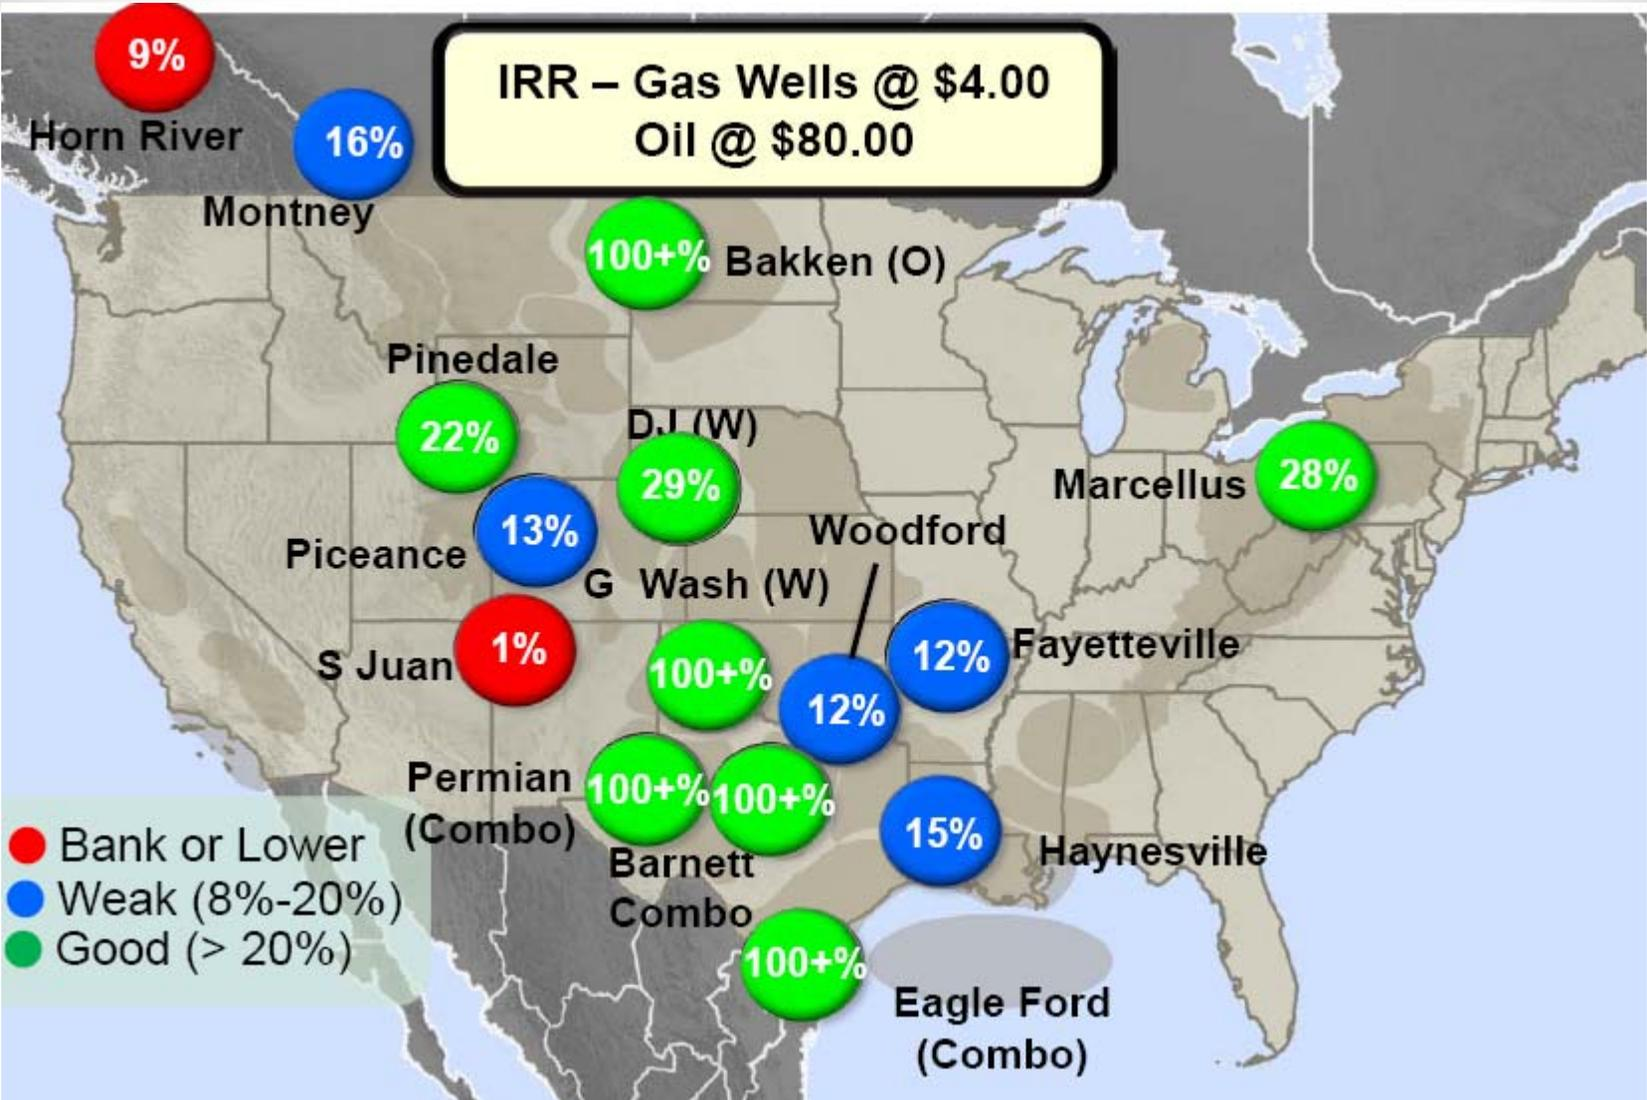 9%
IRR – Gas Wells @ $4.00
Oil @ $80.00
Horn River
16%
Montney
100+% Bakken (O)
Pinedale
22%
DJ (W)
29%
Marcellus 28%
13%
Piceance
Woodford
G Wash (W)
S Juan 1%
100+%
12% Fayetteville
12%
Permian
(Combo)
100+% 100+%
Barnett
Combo
15%
Haynesville
Bank or Lower
Weak (8%-20%)
Good (> 20%)
100+%
Eagle Ford
(Combo)